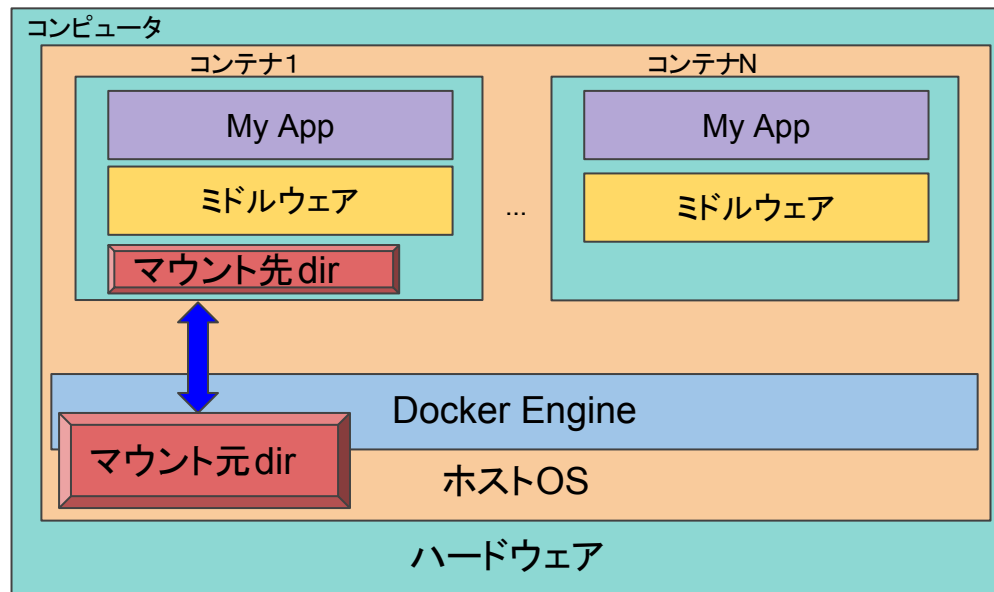 コンピュータ
コンテナ1
コンテナN
My App
My App
ミドルウェア
ミドルウェア
...
マウント先dir
Docker Engine
マウント元dir
ホストOS
ハードウェア